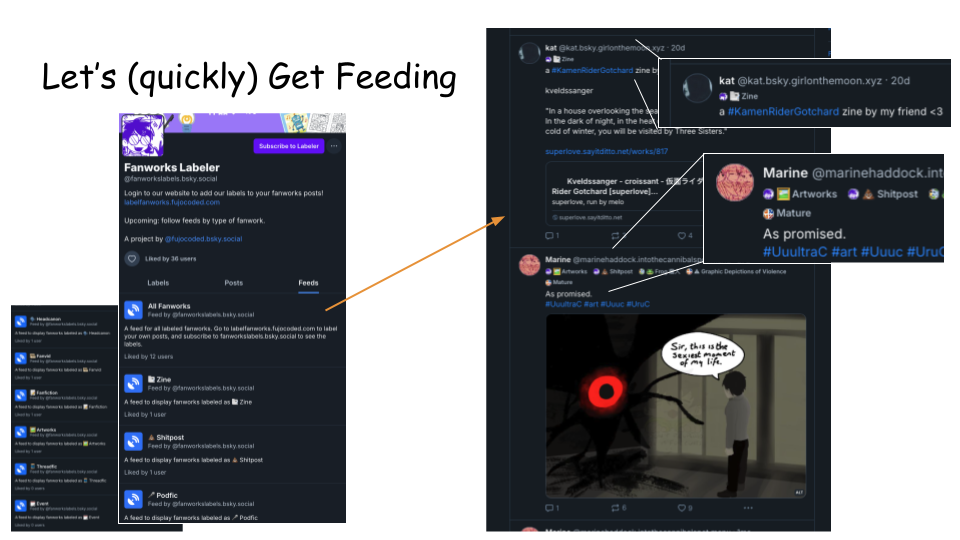 Let's (quickly) Get Feeding
Subscribe to Labeler
Fanworks Labeler
@fanworkslabels.bsky.social
Login to our website to add our labels to your fanworks posts!
labelfanworks.fujocoded.com
Upcoming: follow feeds by type of fanwork.
A project by @fujocoded.bsky.social
Liked by 36 users
Labels Posts Feeds
All Fanworks
Feed by @fanworkslabels.bsky.social
A feed for all labeled fanworks. Go to labelfanworks.fujocoded.com to label
your own posts, and subscribe to fanworkslabels.bsky.social to see the
labels.
Liked by 12 users
Zine
Feed by @fanworkslabels.bsky.social
A feed to display fanworks labeled as Zine
Liked by 1 user
Shitpost
Feed by @fanworkslabels.bsky.social
A feed to display fanworks labeled as Shitpost
Liked by 1 user
Podfic
Feed by @fanworkslabels.bsky.social
A feed to display fanworks labeled as Podfic
Headcanon
Feed by @fanworkslabels.bsky.social
A feed to display fanworks labeled as Headcanon
Liked by 1 user
Fanvid
Feed by @fanworkslabels.bsky.social
A feed to display fanworks labeled as Fanvid
Liked by 1 user
Fanfiction
Feed by @fanworkslabels.bsky.social
A feed to display fanworks labeled as Fanfiction
Liked by 1 user
Artworks
Feed by @fanworkslabels.bsky.social
A feed to display fanworks labeled as Artworks
Liked by 1 user
Threadfic
Feed by @fanworkslabels.bsky.social
A feed to display fanworks labeled as Threadfic
Liked by 0 users
Event
Feed by @fanworkslabels.bsky.social
A feed to display fanworks labeled as Event
Liked by 0 users
kat @kat.bsky.girlonthemoon.xyz · 20d
Zine
a #KamenRiderGotchard zine by
kveldssanger
"In a house overlooking the sea
In the dark of night, in the hea
cold of winter, you will be visited by Three Sisters."
superlove.sayitditto.net/works/817
Kveldssanger - croissant - 仮面ライダ
Rider Gotchard [superlove]...
superlove, run by melo
superlove.sayitditto.net
1 4
kat @kat.bsky.girlonthemoon.xyz · 20d
Zine
a #KamenRiderGotchard zine by my friend <3
Marine @marinehaddock.into
Artworks Shitpost
Mature
As promised.
#UuultraC #art #Uuuc #UruC
Marine @marinehaddock.intothecannibalsp
Artworks Shitpost Graphic Depictions of Violence
Mature
As promised.
#UuultraC #art #Uuuc #UruC
Sir, this is the
sexiest moment
of my life.
ALT
1 6 9